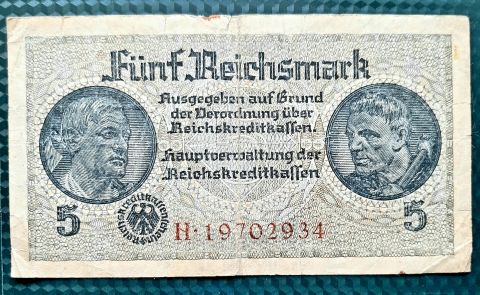 Fünf Reichsmark
Ausgegeben auf Grund
der Verordnung über
Reichskreditkassen.
Hauptverwaltung der
Reichskreditkassen
5
5
H·19702934